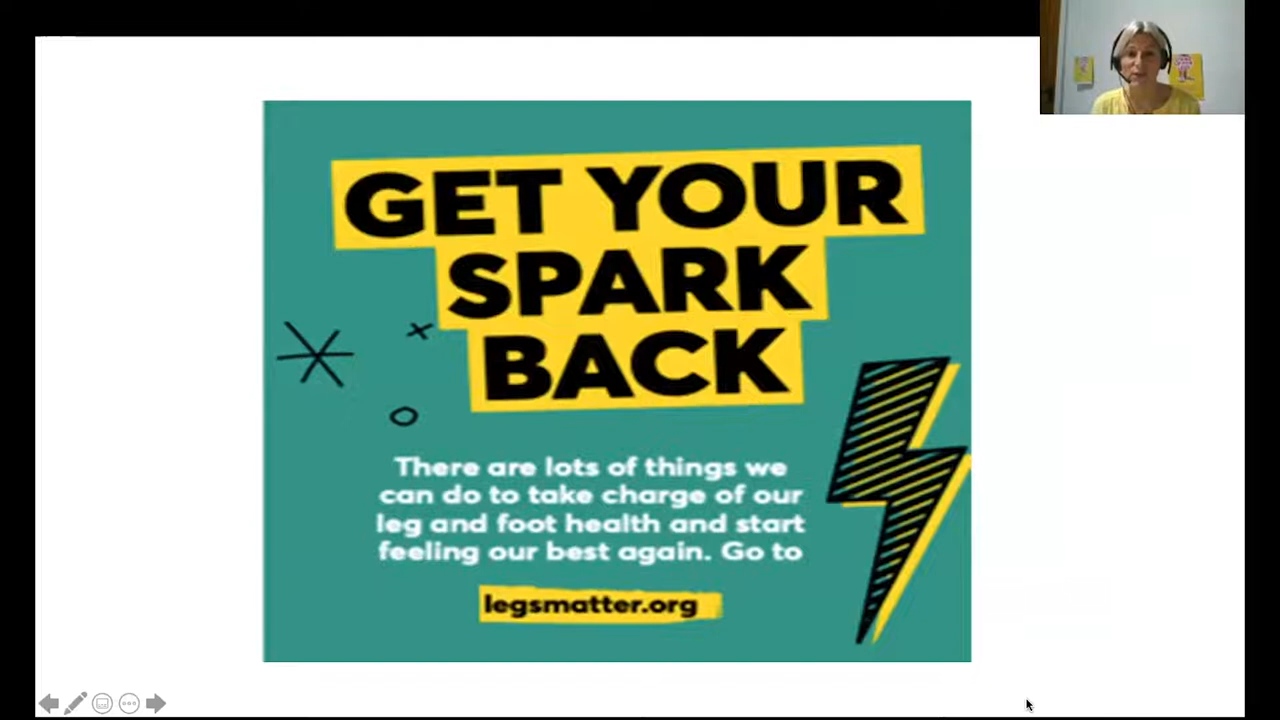 GET YOUR
SPARK
BACK
There are lots of things we
can do to take charge of our
leg and foot health and start
feeling our best again. Go to
legsmatter.org